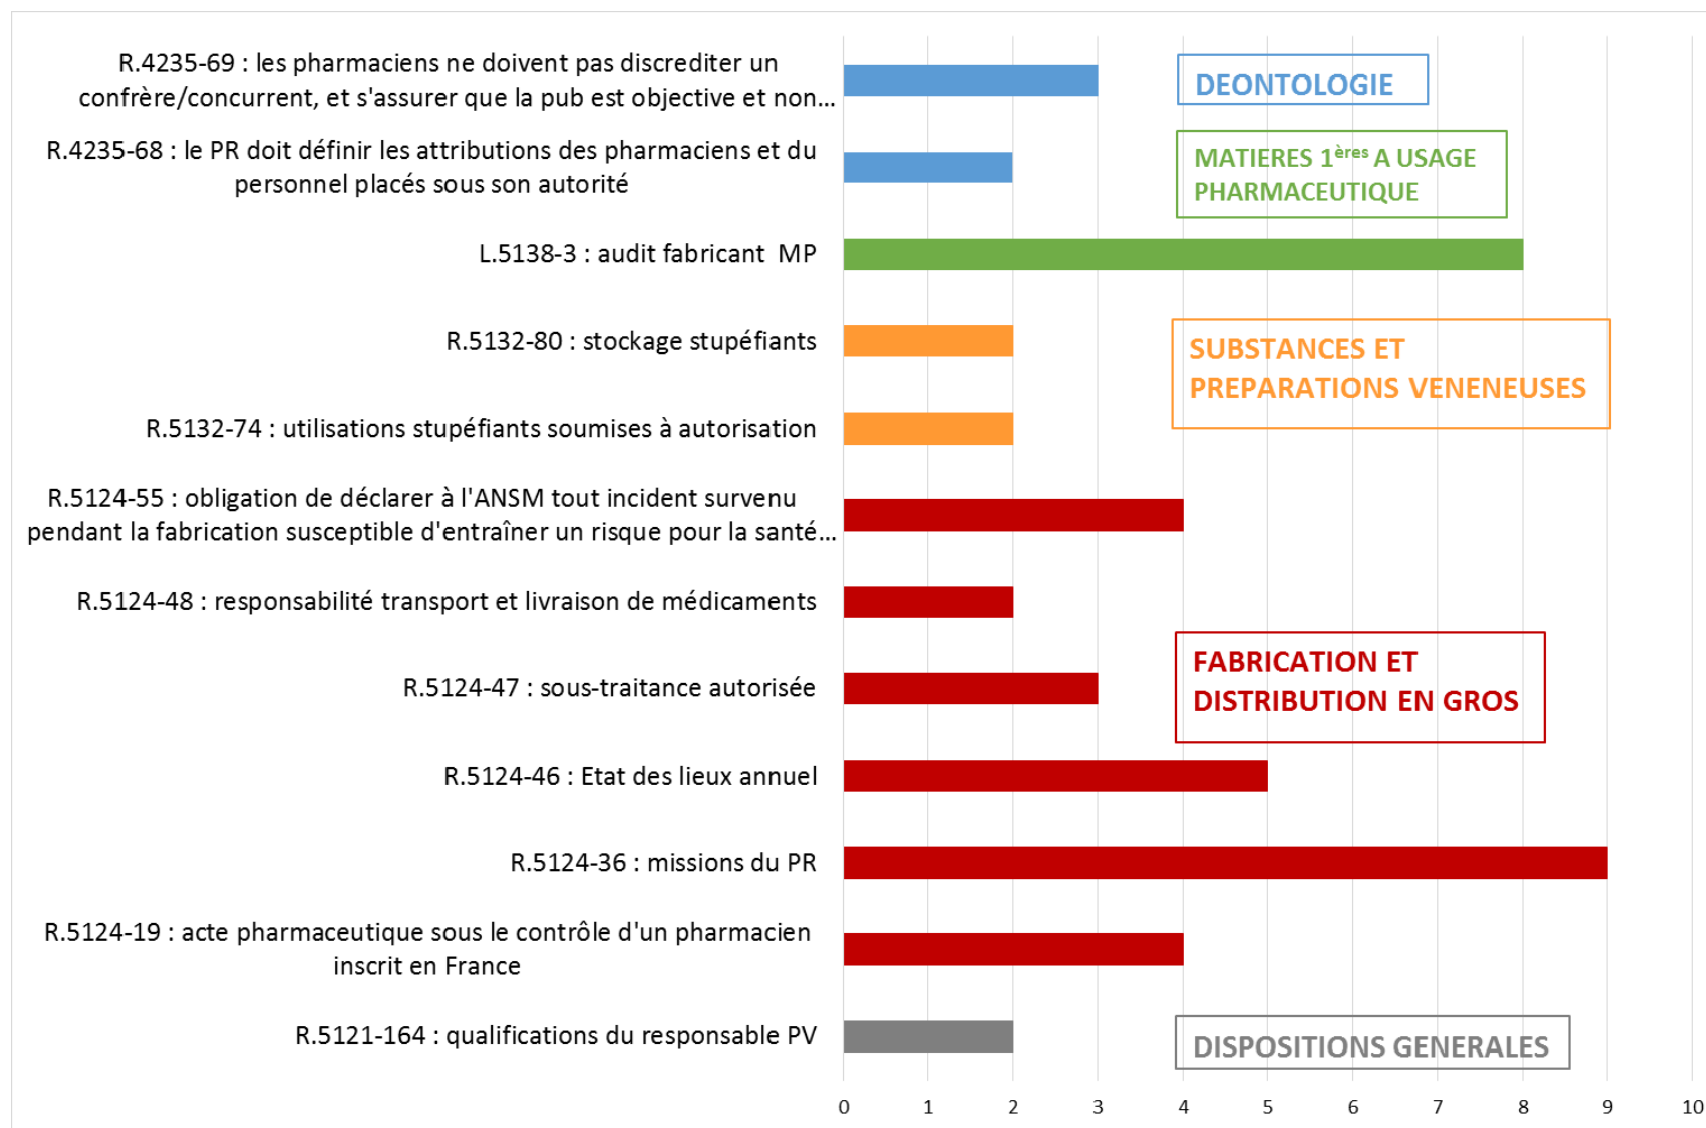 R.4235-69 : les pharmaciens ne doivent pas discrediter un
confrère/concurrent, et s'assurer que la pub est objective et non…
DEONTOLOGIE
R.4235-68 : le PR doit définir les attributions des pharmaciens et du
personnel placés sous son autorité
MATIERES 1ères A USAGE
PHARMACEUTIQUE
L.5138-3 : audit fabricant MP
R.5132-80 : stockage stupéfiants
SUBSTANCES ET
PREPARATIONS VENENEUSES
R.5132-74 : utilisations stupéfiants soumises à autorisation
R.5124-55 : obligation de déclarer à l'ANSM tout incident survenu
pendant la fabrication susceptible d'entraîner un risque pour la santé…
R.5124-48 : responsabilité transport et livraison de médicaments
R.5124-47 : sous-traitance autorisée
FABRICATION ET
DISTRIBUTION EN GROS
R.5124-46 : Etat des lieux annuel
R.5124-36 : missions du PR
R.5124-19 : acte pharmaceutique sous le contrôle d'un pharmacien
inscrit en France
R.5121-164 : qualifications du responsable PV
DISPOSITIONS GENERALES
0 1 2 3 4 5 6 7 8 9 10